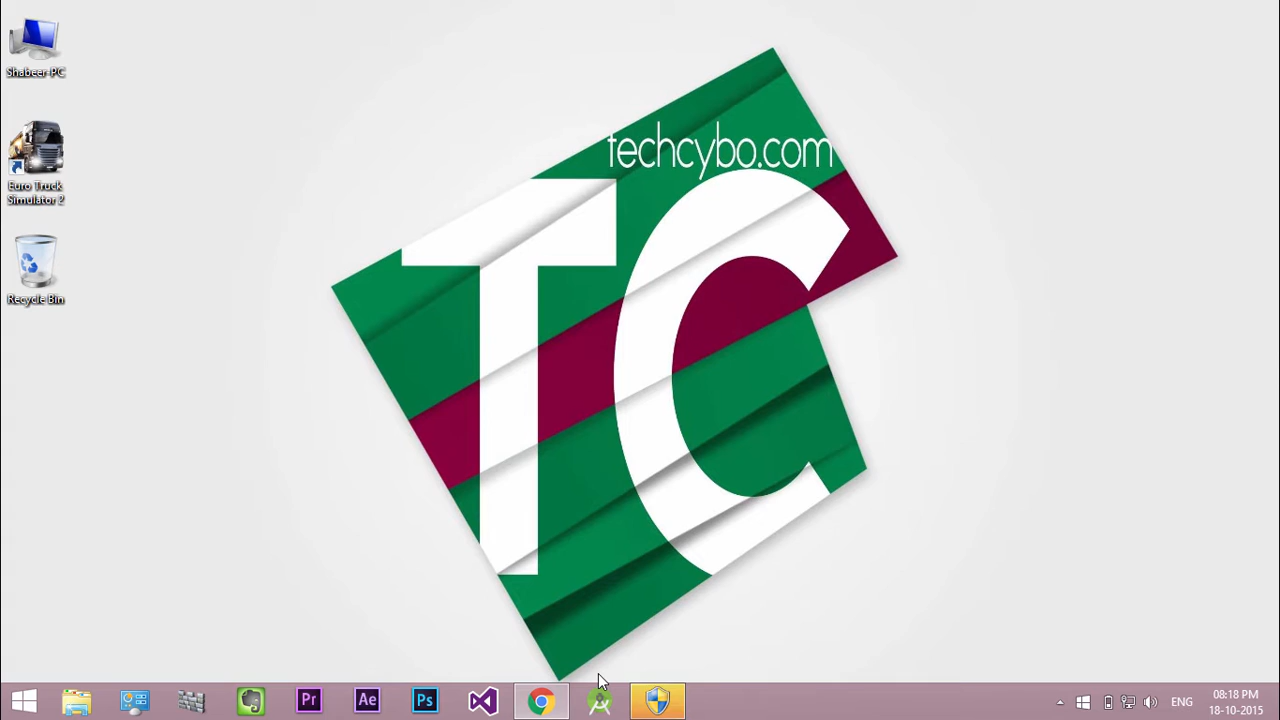 Shabeer-PC
Euro Truck
Simulator 2
Recycle Bin
techcybo.com
TC
Pr
Ae
Ps
ENG
08:18 PM
18-10-2015